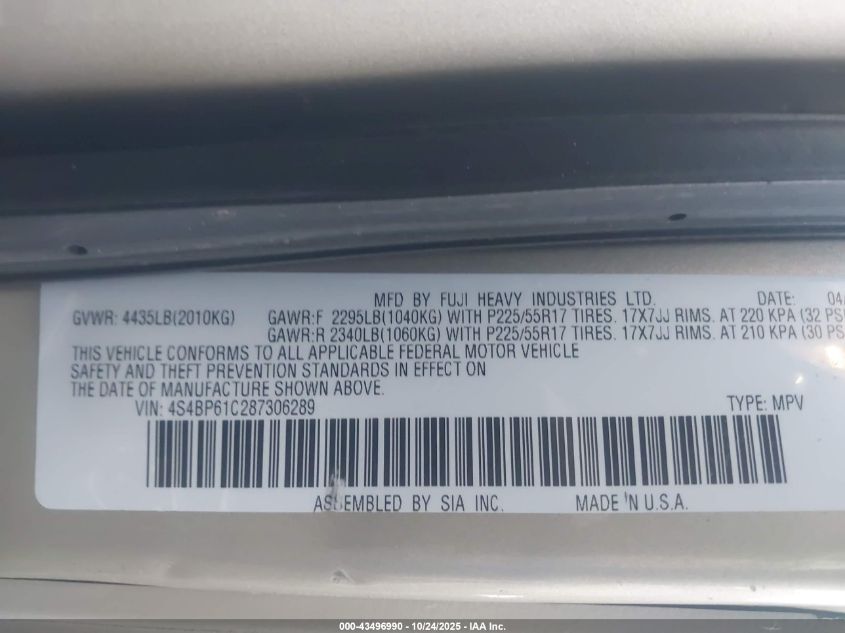 MFD BY FUJI HEAVY INDUSTRIES LTD. DATE: 04/
GVWR: 4435LB(2010KG) GAWR:F 2295LB(1040KG) WITH P225/55R17 TIRES. 17X7JJ RIMS. AT 220 KPA (32 PS
GAWR:R 2340LB(1060KG) WITH P225/55R17 TIRES. 17X7JJ RIMS. AT 210 KPA (30 PS
THIS VEHICLE CONFORMS TO ALL APPLICABLE FEDERAL MOTOR VEHICLE
SAFETY AND THEFT PREVENTION STANDARDS IN EFFECT ON
THE DATE OF MANUFACTURE SHOWN ABOVE.
VIN: 4S4BP61C287306289 TYPE: MPV
ASSEMBLED BY SIA INC. MADE IN U.S.A.
000-43496990 - 10/24/2025 - IAA Inc.